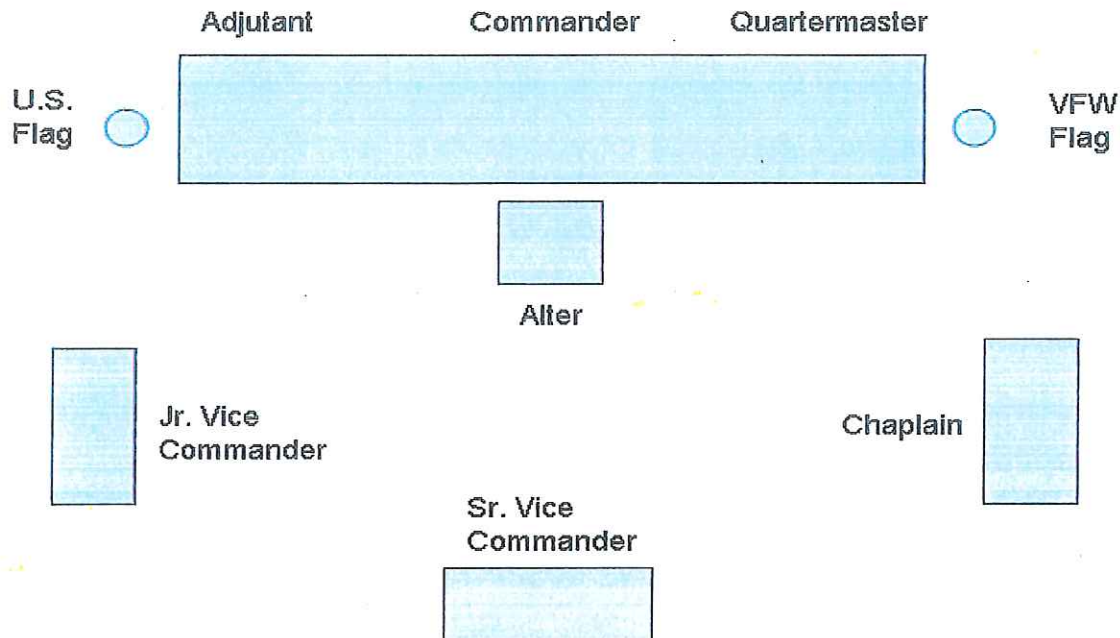 Adjutant
Commander
Quartermaster
U.S.
Flag
VFW
Flag
Alter
Jr. Vice
Commander
Chaplain
Sr. Vice
Commander